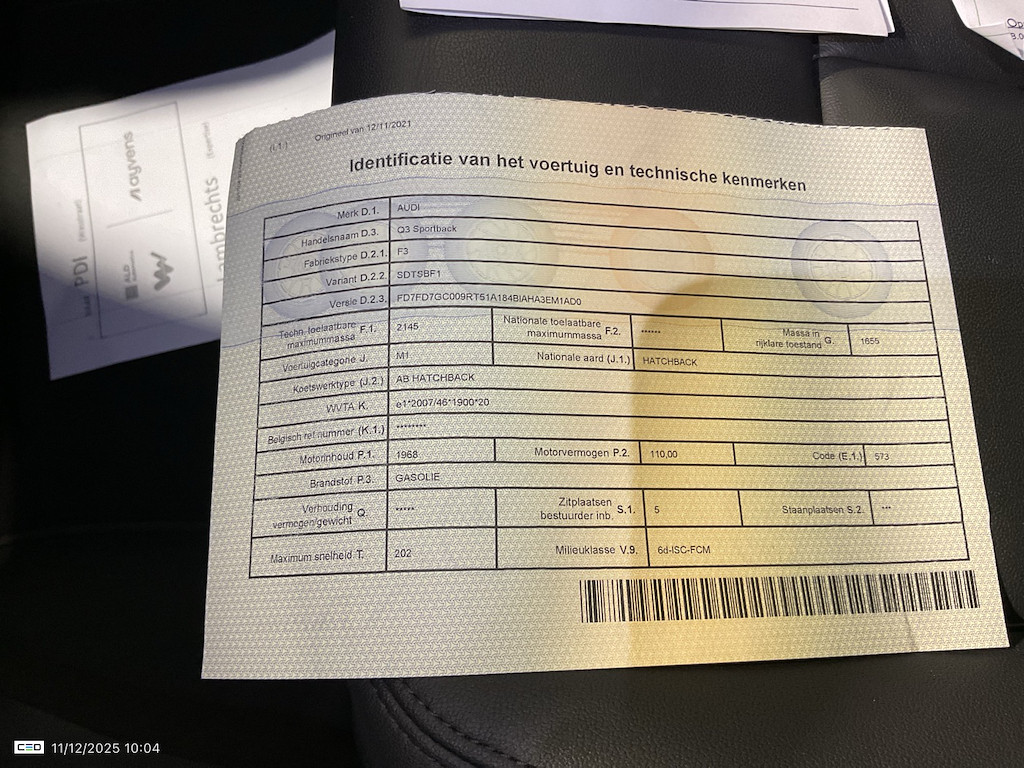 Origineel van 12/11/2021
(I.1.)
Identificatie van het voertuig en technische kenmerken
Merk D.1. AUDI
Handelsnaam D.3. Q3 Sportback
Fabriekstype D.2.1. F3
Variant D.2.2. SDTSBF1
Versie D.2.3. FD7FD7GC009RT51A184BIAHA3EM1AD0
Techn. toelaatbare maximummassa F.1. 2145 Nationale toelaatbare maximummassa F.2. ****** Massa in rijklare toestand G. 1655
Voertuigcategorie J. M1 Nationale aard (J.1.) HATCHBACK
Koetswerktype (J.2.) AB HATCHBACK
WVTA K. e1*2007/46*1900*20
Belgisch ref nummer (K.1.) ********
Motorinhoud P.1. 1968 Motorvermogen P.2. 110,00 Code (E.1.) 573
Brandstof P.3. GASOLIE
Verhouding vermogen/gewicht Q. ***** Zitplaatsen bestuurder inb. S.1. 5 Staanplaatsen S.2. ***
Maximum snelheid T. 202 Milieuklasse V.9. 6d-ISC-FCM
PDI
ayvens
ALD
Lambrechts
CEO 11/12/2025 10:04